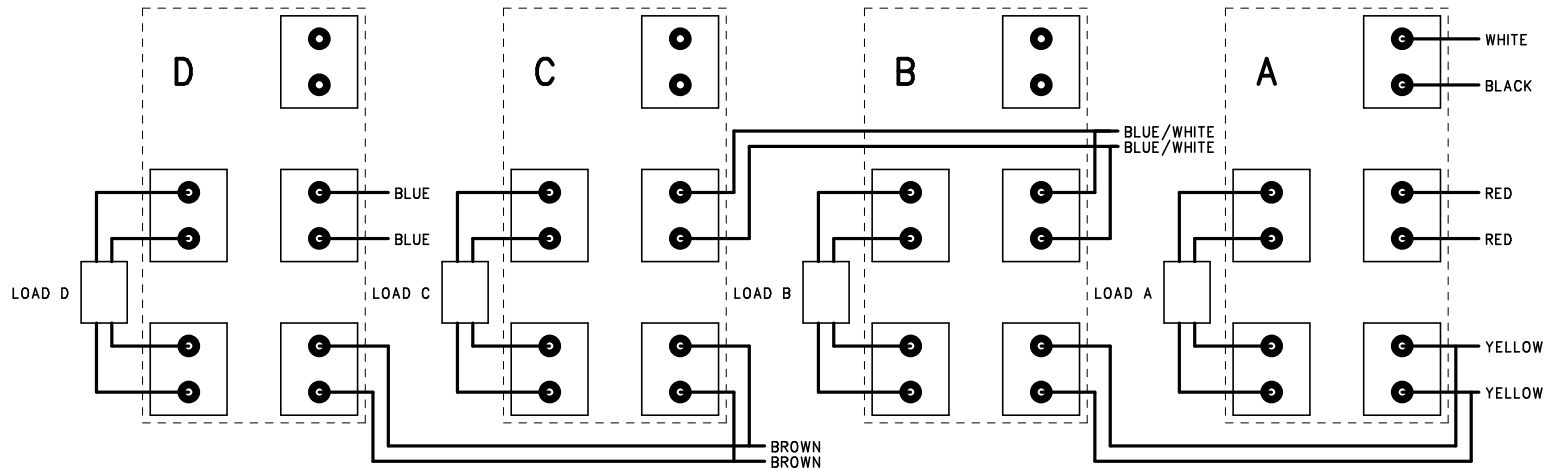 D
C
B
A
WHITE
BLACK
BLUE/WHITE
BLUE/WHITE
BLUE
BLUE
RED
RED
LOAD D
LOAD C
LOAD B
LOAD A
YELLOW
YELLOW
BROWN
BROWN